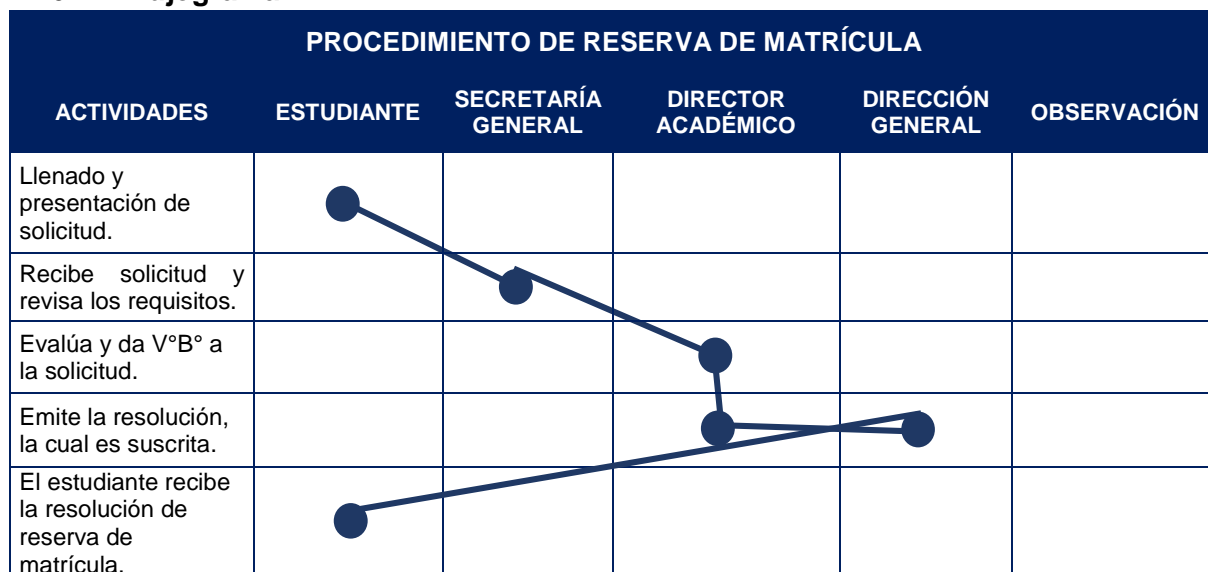 PROCEDIMIENTO DE RESERVA DE MATRÍCULA
ACTIVIDADES
ESTUDIANTE
SECRETARÍA
GENERAL
DIRECTOR
ACADÉMICO
DIRECCIÓN
GENERAL
OBSERVACIÓN
Llenado y
presentación de
solicitud.
Recibe solicitud y
revisa los requisitos.
Evalúa y da V°B° a
la solicitud.
Emite la resolución,
la cual es suscrita.
El estudiante recibe
la resolución de
reserva de
matrícula.